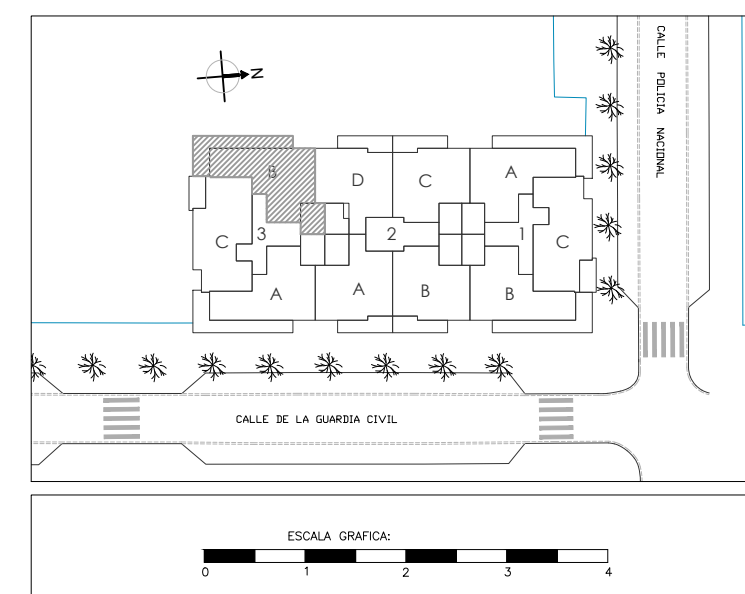 CALLE POLICIA NACIONAL
N
B
D
C
A
C
3
2
1
C
A
A
B
B
CALLE DE LA GUARDIA CIVIL
ESCALA GRAFICA:
0 1 2 3 4